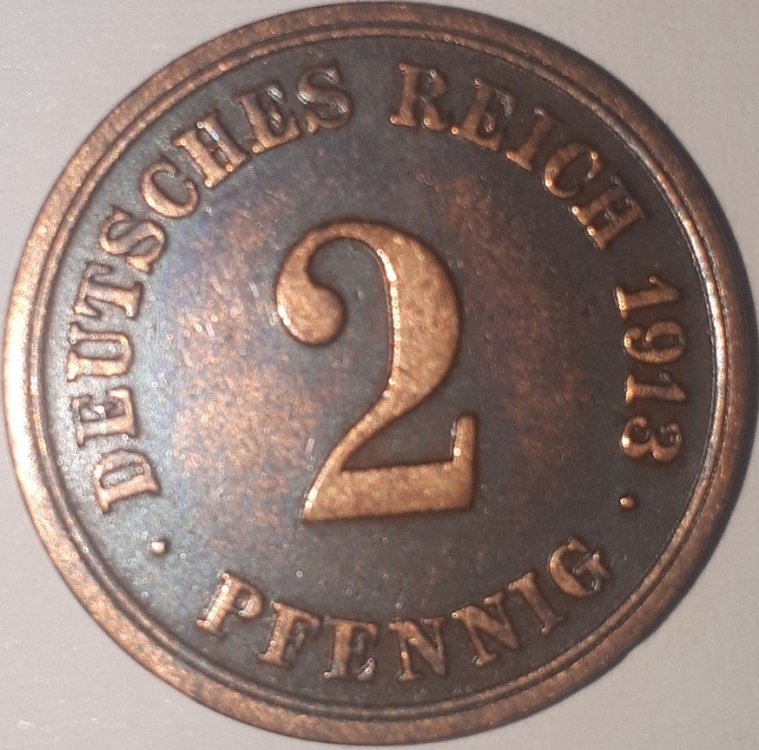 DEUTSCHES REICH 1913
2
· PFENNIG ·